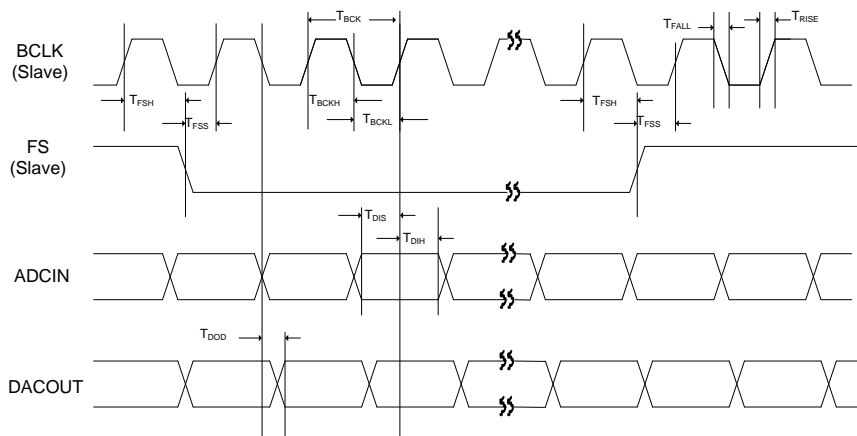 TBCK
TFALL
TRISE
BCLK
(Slave)
TFSH
TBCKH
TFSH
TFSS
TBCKL
TFSS
FS
(Slave)
TDIS
TDIH
ADCIN
TDOD
DACOUT